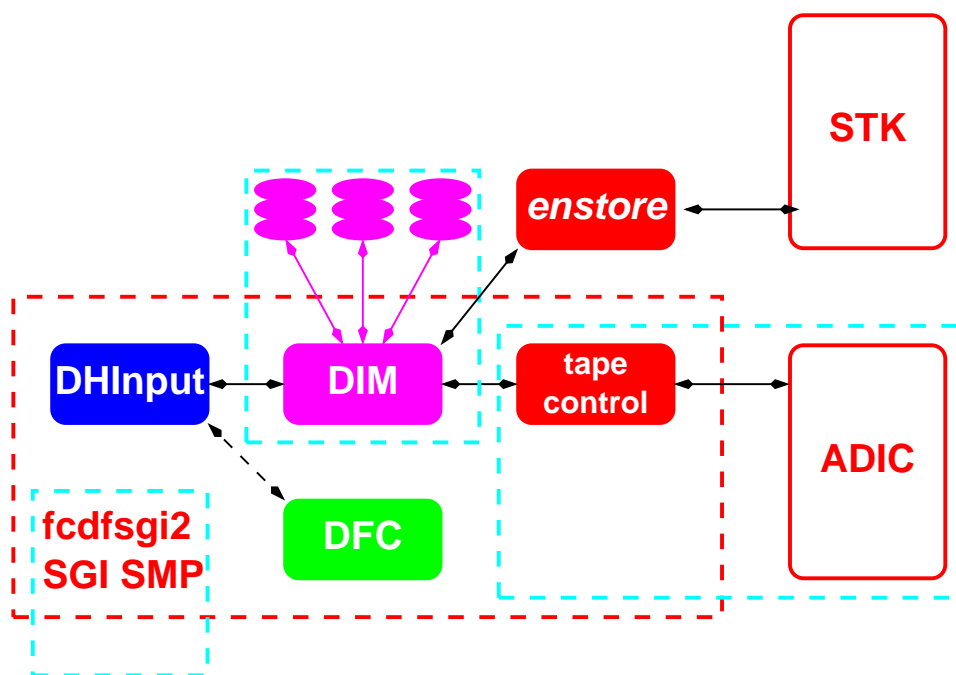 STK
enstore
DHInput
DIM
tape
control
ADIC
DFC
fcdfsgi2
SGI SMP